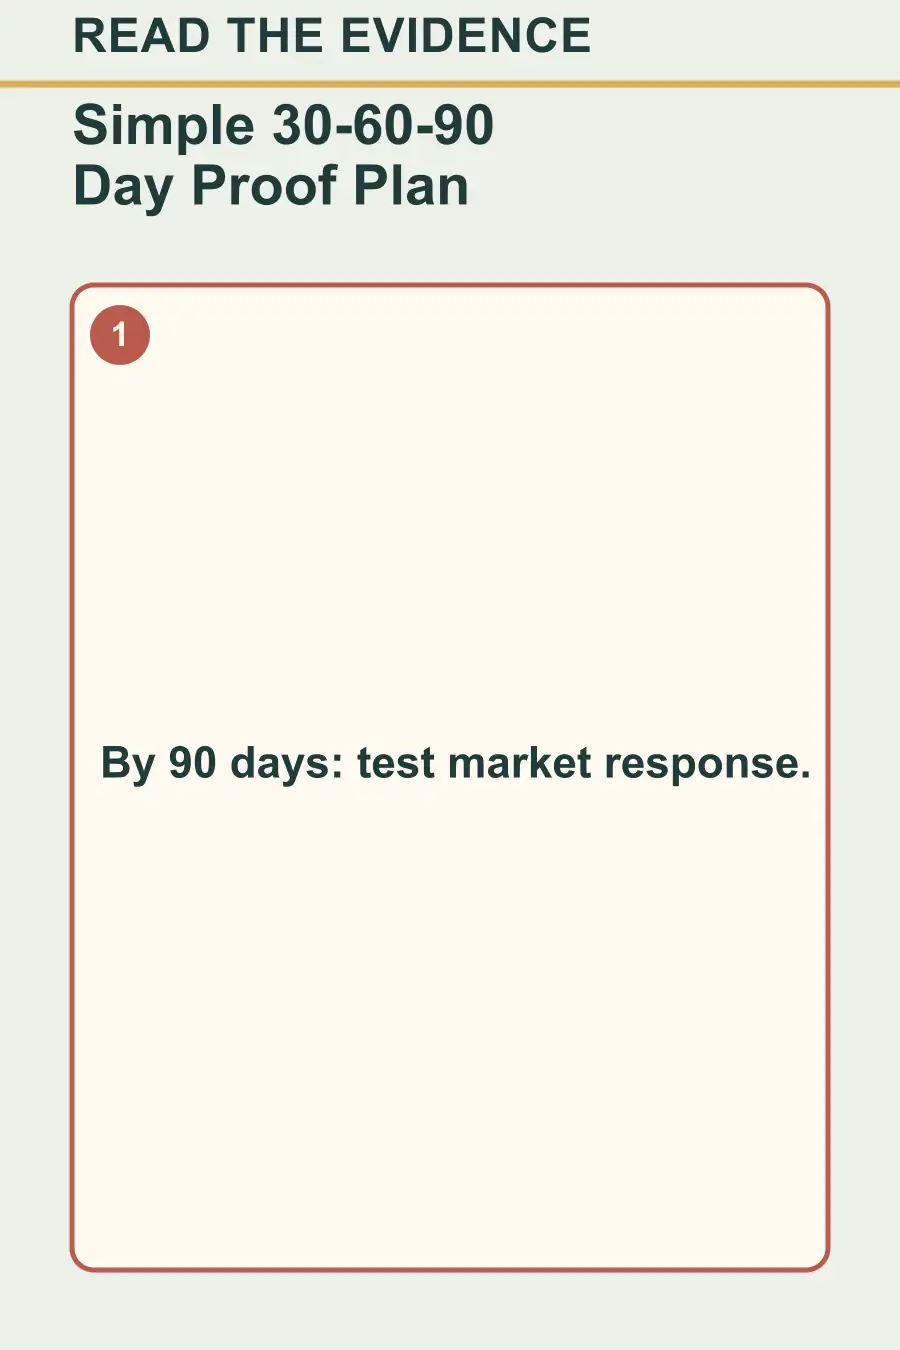 READ THE EVIDENCE
Simple 30-60-90
Day Proof Plan
1
By 90 days: test market response.